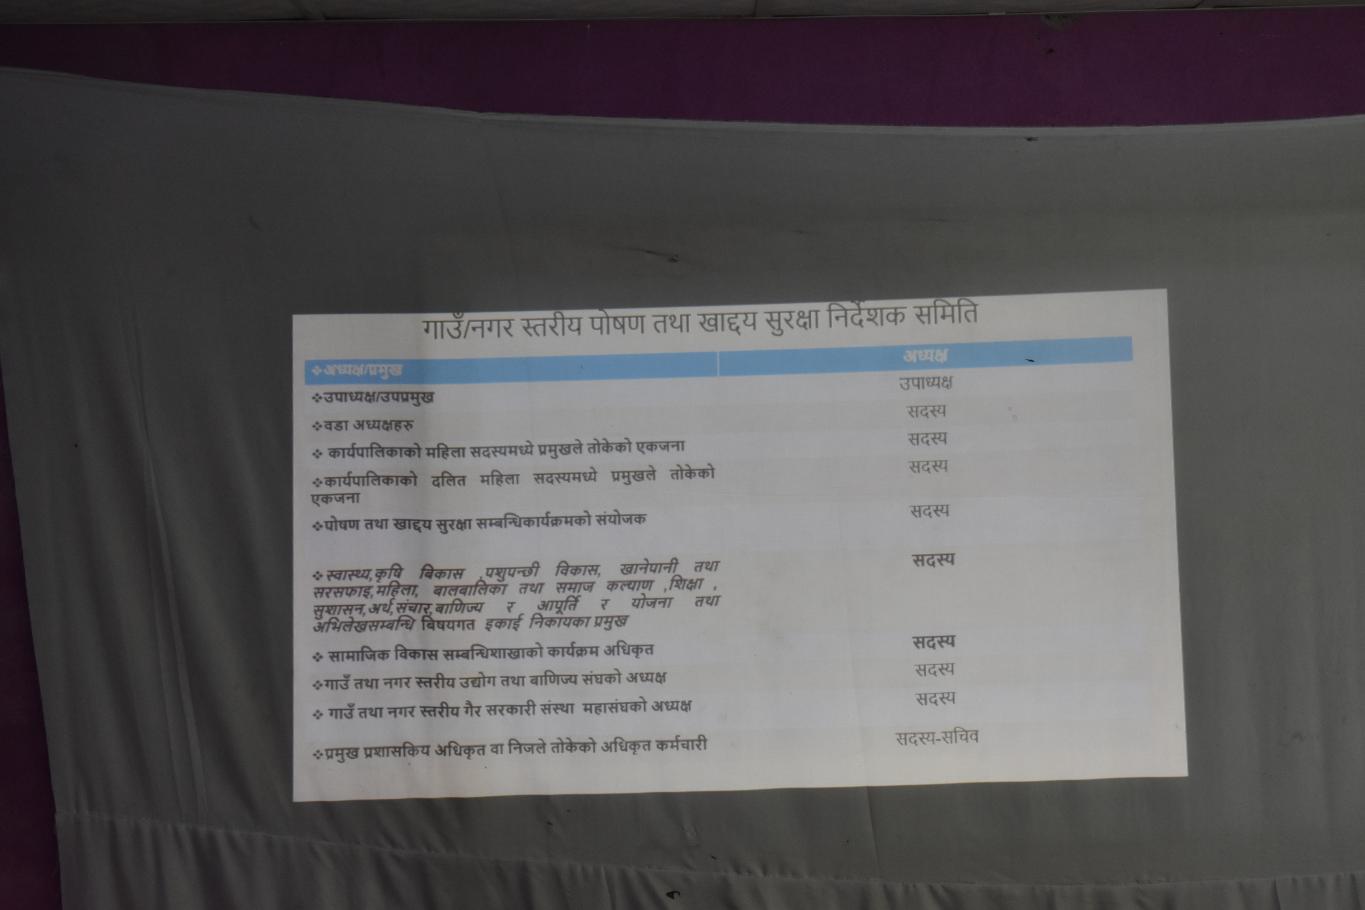 गाउँ/नगर स्तरीय पोषण तथा खाद्दय सुरक्षा निर्देशक समिति
❖अध्यक्ष/प्रमुख अध्यक्ष
❖उपाध्यक्ष/उपप्रमुख उपाध्यक्ष
❖वडा अध्यक्षहरु सदस्य
❖ कार्यपालिकाको महिला सदस्यमध्ये प्रमुखले तोकेको एकजना सदस्य
❖कार्यपालिकाको दलित महिला सदस्यमध्ये प्रमुखले तोकेको सदस्य
एकजना
❖पोषण तथा खाद्दय सुरक्षा सम्बन्धिकार्यक्रमको संयोजक सदस्य
❖स्वास्थ्य,कृषि बिकास ,पशुपन्छी विकास, खानेपानी तथा सदस्य
सरसफाइ,महिला, बालबालिका तथा समाज कल्याण ,शिक्षा ,
सुशासन,अर्थ,संचार,बाणिज्य र आपूर्ति र योजना तथा
अभिलेखसम्बन्धि बिषयगत इकाई निकायका प्रमुख
❖ सामाजिक विकास सम्बन्धिशाखाको कार्यक्रम अधिकृत सदस्य
❖गाउँ तथा नगर स्तरीय उद्योग तथा बाणिज्य संघको अध्यक्ष सदस्य
❖ गाउँ तथा नगर स्तरीय गैर सरकारी संस्था महासंघको अध्यक्ष सदस्य
❖प्रमुख प्रशासकिय अधिकृत वा निजले तोकेको अधिकृत कर्मचारी सदस्य-सचिव